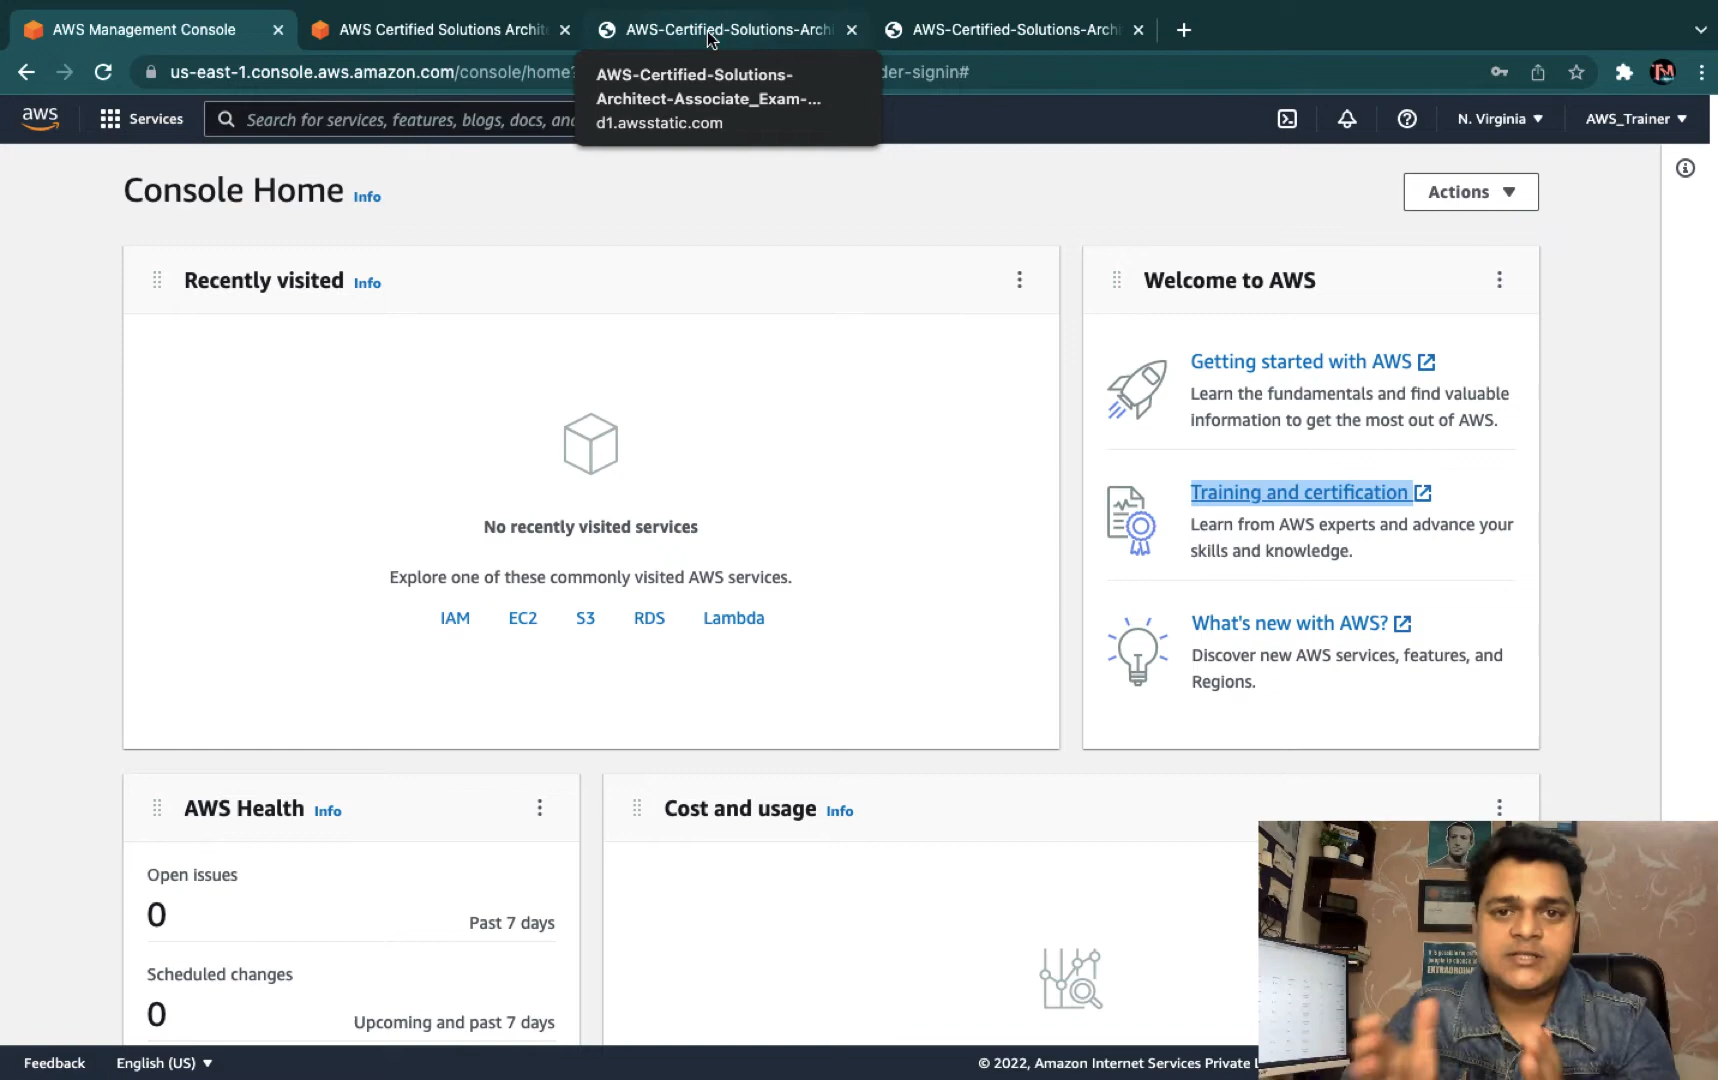 AWS Management Console
AWS Certified Solutions Archit
AWS-Certified-Solutions-Archi
AWS-Certified-Solutions-Archi
us-east-1.console.aws.amazon.com/console/home?
der-signin#
AWS-Certified-Solutions-
Architect-Associate_Exam-...
d1.awsstatic.com
aws
Services
Search for services, features, blogs, docs, and
N. Virginia
AWS_Trainer
Console Home Info
Actions
Recently visited Info
No recently visited services
Explore one of these commonly visited AWS services.
IAM EC2 S3 RDS Lambda
Welcome to AWS
Getting started with AWS
Learn the fundamentals and find valuable
information to get the most out of AWS.
Training and certification
Learn from AWS experts and advance your
skills and knowledge.
What's new with AWS?
Discover new AWS services, features, and
Regions.
AWS Health Info
Open issues
0
Past 7 days
Scheduled changes
0
Upcoming and past 7 days
Cost and usage Info
Feedback
English (US)
© 2022, Amazon Internet Services Private